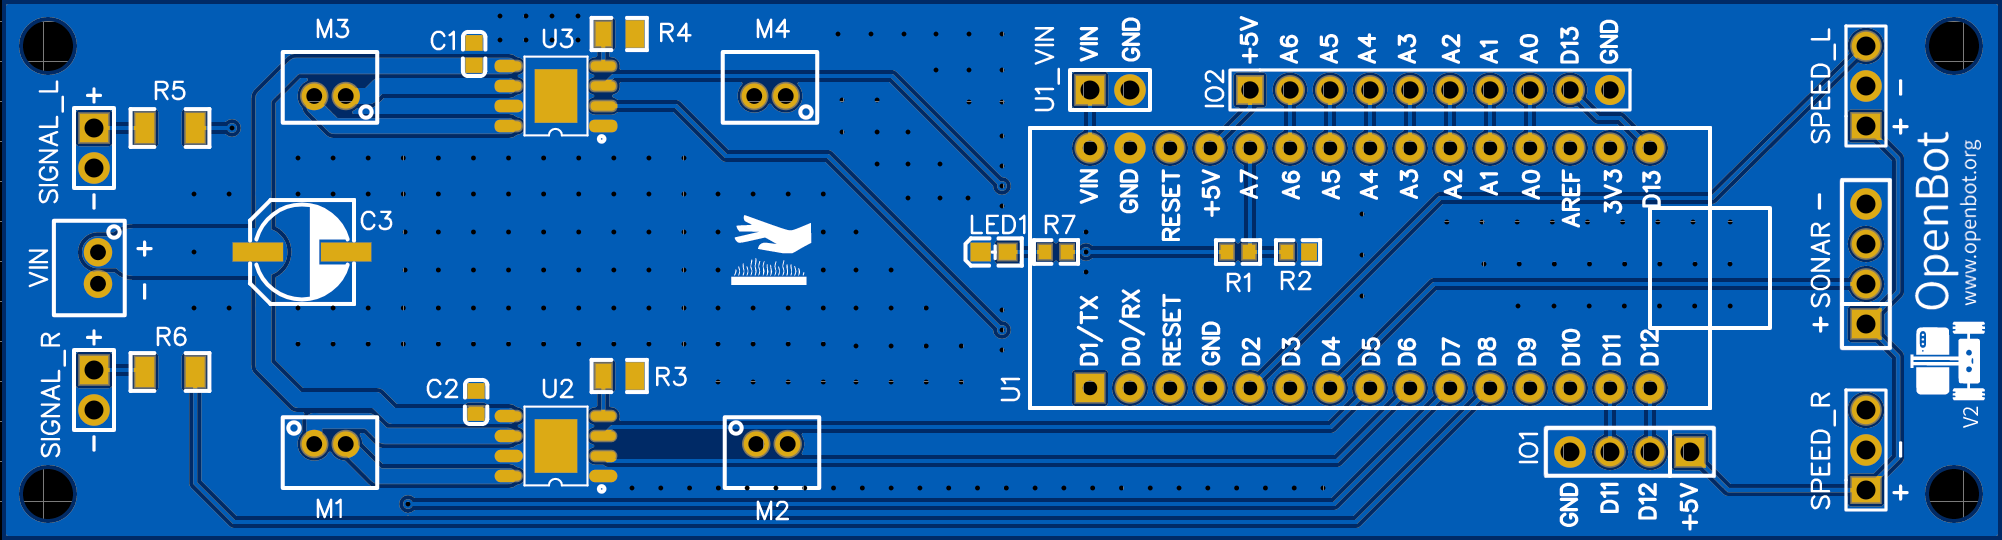 M3
C1
U3
R4
M4
U1_VIN
VIN
GND
+5V
A6
A5
A4
A3
A2
A1
A0
D13
GND
IO2
SPEED_L
-
+
SIGNAL_L
+
-
R5
VIN
GND
RESET
+5V
A7
A6
A5
A4
A3
A2
A1
A0
AREF
3V3
D13
VIN
+
-
C3
LED1
R7
R1
R2
-
SONAR
+
OpenBot
www.openbot.org
V2
SIGNAL_R
+
-
R6
C2
U2
R3
U1
D1/TX
D0/RX
RESET
GND
D2
D3
D4
D5
D6
D7
D8
D9
D10
D11
D12
M1
M2
IO1
GND
D11
D12
+5V
SPEED_R
-
+